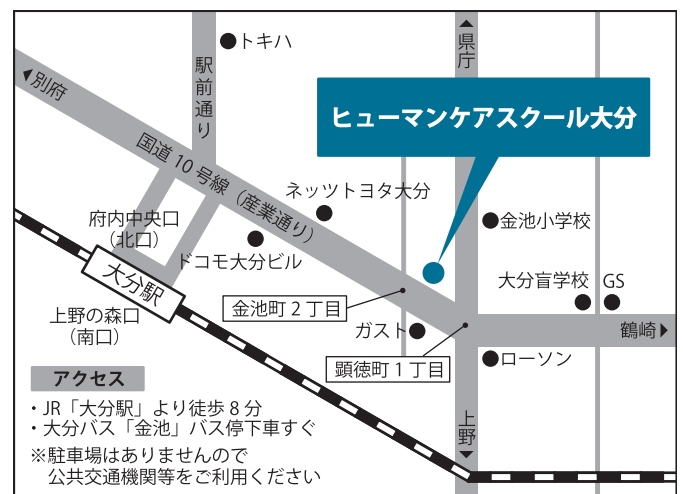 トキハ
県庁
駅前通り
別府
ヒューマンケアスクール大分
国道10号線（産業通り）
ネッツトヨタ大分
府内中央口
（北口）
金池小学校
ドコモ大分ビル
大分駅
大分盲学校
GS
金池町2丁目
上野の森口
（南口）
ガスト
鶴崎
顕徳町1丁目
ローソン
アクセス
・JR「大分駅」より徒歩8分
・大分バス「金池」バス停下車すぐ
上野
※駐車場はありませんので
公共交通機関等をご利用ください